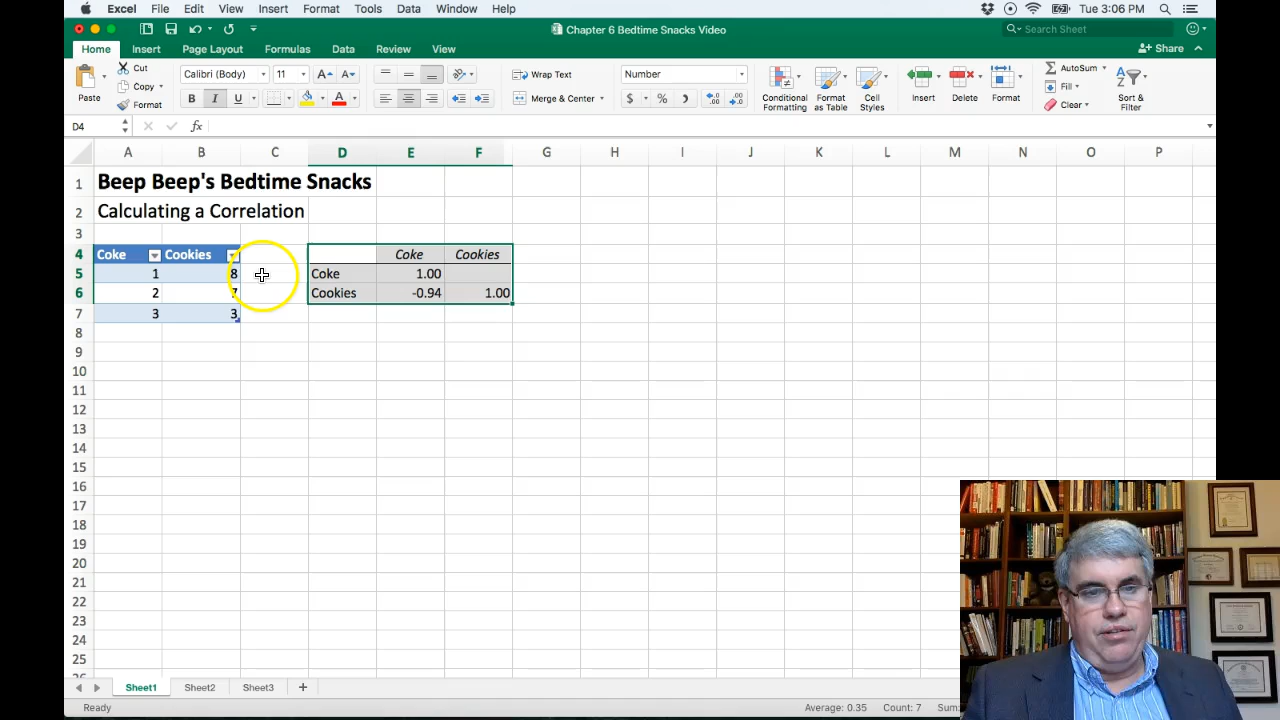 Excel File Edit View Insert Format Tools Data Window Help Tue 3:06 PM
Chapter 6 Bedtime Snacks Video
Search Sheet
Home Insert Page Layout Formulas Data Review View
Share
Paste
Cut
Copy
Format
Calibri (Body) 11
A A
B I U A
Wrap Text
Merge & Center
Number
$ %
Conditional Formatting
Format as Table
Cell Styles
Insert
Delete
Format
AutoSum
Fill
Clear
Sort & Filter
D4 fx
A B C D E F G H I J K L M N O P
1 Beep Beep's Bedtime Snacks
2 Calculating a Correlation
3
4 Coke Cookies Coke Cookies
5 1 8 Coke 1.00
6 2 7 Cookies -0.94 1.00
7 3 3
8
9
10
11
12
13
14
15
16
17
18
19
20
21
22
23
24
25
Sheet1 Sheet2 Sheet3 +
Ready Average: 0.35 Count: 7 Sum: